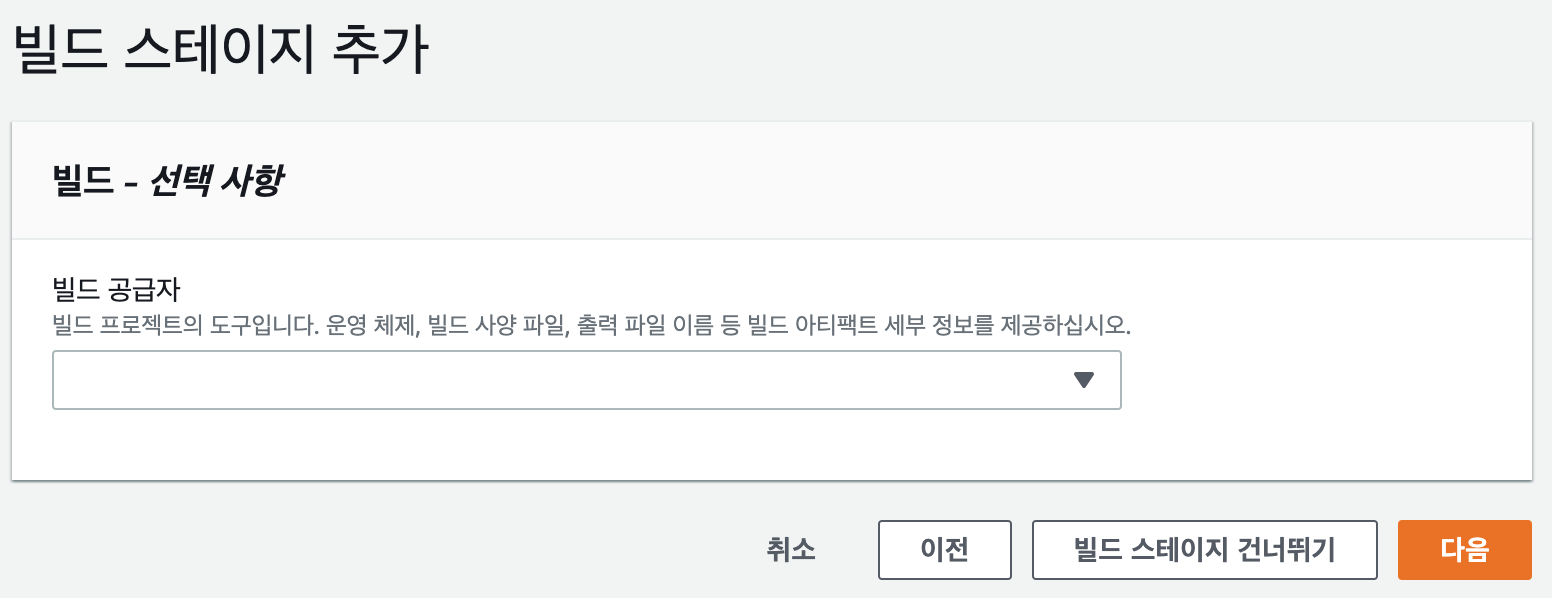 빌드 스테이지 추가
빌드 - 선택 사항
빌드 공급자
빌드 프로젝트의 도구입니다. 운영 체제, 빌드 사양 파일, 출력 파일 이름 등 빌드 아티팩트 세부 정보를 제공하십시오.
취소 이전 빌드 스테이지 건너뛰기 다음